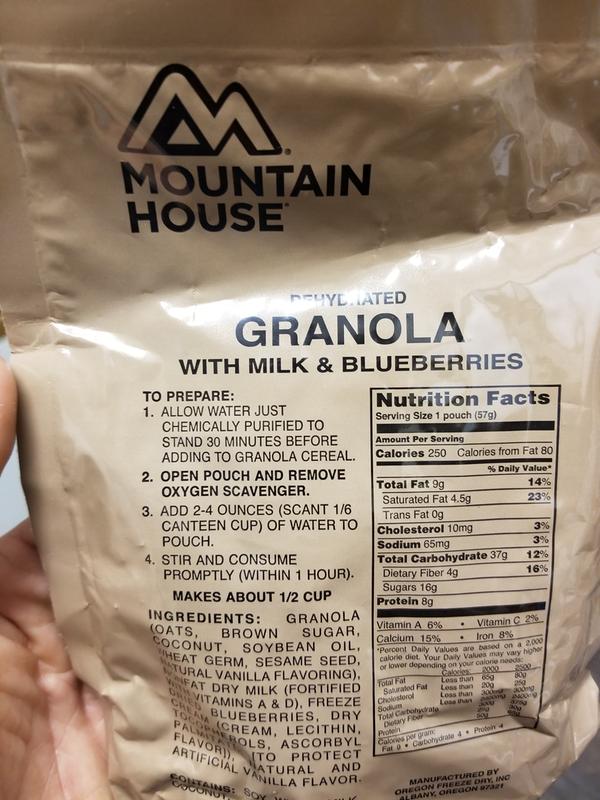 MOUNTAIN
HOUSE
DEHYDRATED
GRANOLA
WITH MILK & BLUEBERRIES
TO PREPARE:
1. ALLOW WATER JUST
CHEMICALLY PURIFIED TO
STAND 30 MINUTES BEFORE
ADDING TO GRANOLA CEREAL.
2. OPEN POUCH AND REMOVE
OXYGEN SCAVENGER.
3. ADD 2-4 OUNCES (SCANT 1/6
CANTEEN CUP) OF WATER TO
POUCH.
4. STIR AND CONSUME
PROMPTLY (WITHIN 1 HOUR).
MAKES ABOUT 1/2 CUP
INGREDIENTS: GRANOLA
(OATS, BROWN SUGAR,
COCONUT, SOYBEAN OIL,
WHEAT GERM, SESAME SEED,
NATURAL VANILLA FLAVORING),
DRY MILK (FORTIFIED
VITAMINS A & D), FREEZE
BLUEBERRIES, DRY
(CREAM, LECITHIN,
ASCORBYL
TO PROTECT
FLAVOR), AND
ARTIFICIAL VANILLA FLAVOR.
CONTAINS: SOY, MILK
COCONUT
Nutrition Facts
Serving Size 1 pouch (57g)
Amount Per Serving
Calories 250 Calories from Fat 80
% Daily Value*
Total Fat 9g 14%
Saturated Fat 4.5g 23%
Trans Fat 0g
Cholesterol 10mg 3%
Sodium 65mg 3%
Total Carbohydrate 37g 12%
Dietary Fiber 4g 16%
Sugars 16g
Protein 8g
Vitamin A 6% • Vitamin C 2%
Calcium 15% • Iron 8%
*Percent Daily Values are based on a 2,000
calorie diet. Your Daily Values may vary higher
or lower depending on your calorie needs:
Calories: 2000 2500
Total Fat Less than 65g 80g
Saturated Fat Less than 20g 25g
Cholesterol Less than 300mg 300mg
Sodium Less than 2400mg
Total Carbohydrate 300g 375g
Dietary Fiber
Protein 50g
Calories per gram:
Fat 9 • Carbohydrate 4 • Protein 4
MANUFACTURED BY
OREGON FREEZE DRY, INC
ALBANY, OREGON 97321